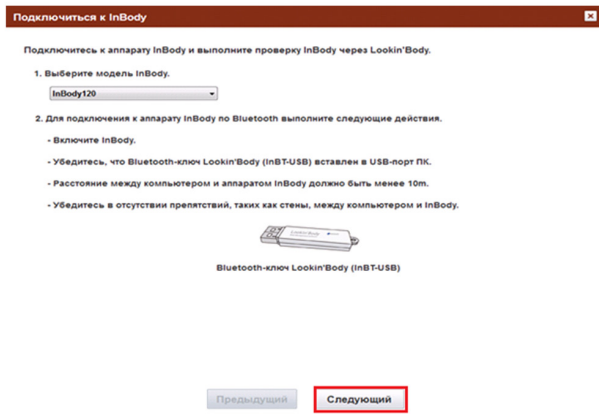 Подключиться к InBody
Подключитесь к аппарату InBody и выполните проверку InBody через Lookin'Body.
1. Выберите модель InBody.
InBody120
2. Для подключения к аппарату InBody по Bluetooth выполните следующие действия.
- Включите InBody.
- Убедитесь, что Bluetooth-ключ Lookin'Body (InBT-USB) вставлен в USB-порт ПК.
- Расстояние между компьютером и аппаратом InBody должно быть менее 10m.
- Убедитесь в отсутствии препятствий, таких как стены, между компьютером и InBody.
Bluetooth-ключ Lookin'Body (InBT-USB)
Предыдущий Следующий